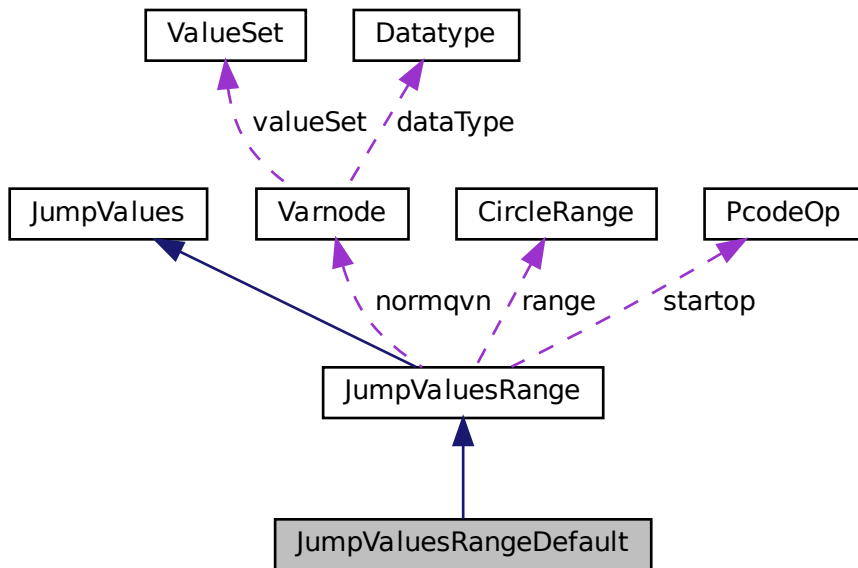 ValueSet
Datatype
valueSet
dataType
JumpValues
Varnode
CircleRange
PcodeOp
normqvn
range
startop
JumpValuesRange
JumpValuesRangeDefault